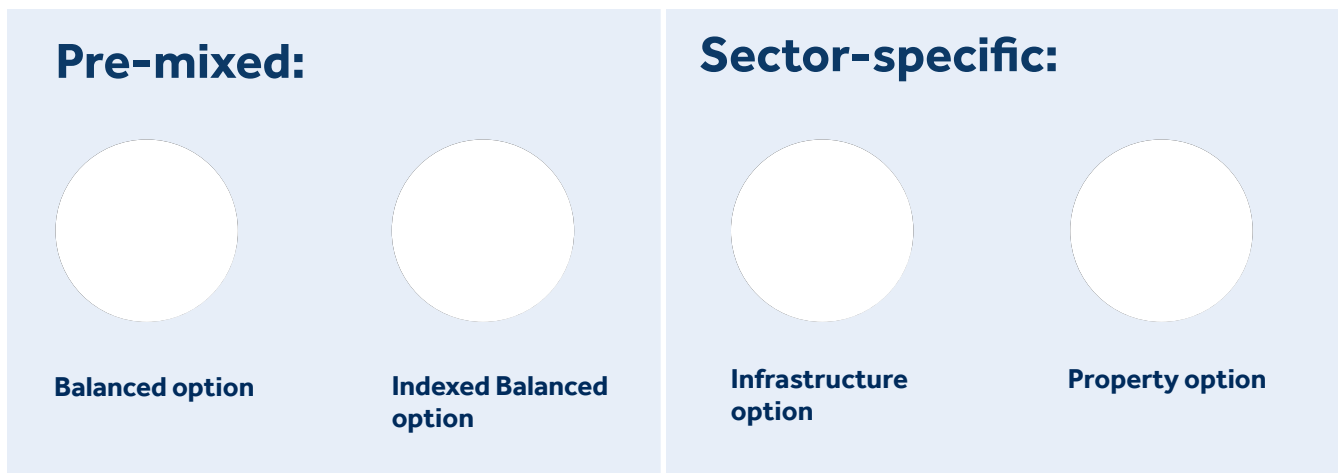 Pre-mixed:
Balanced option
Indexed Balanced
option
Sector-specific:
Infrastructure
option
Property option